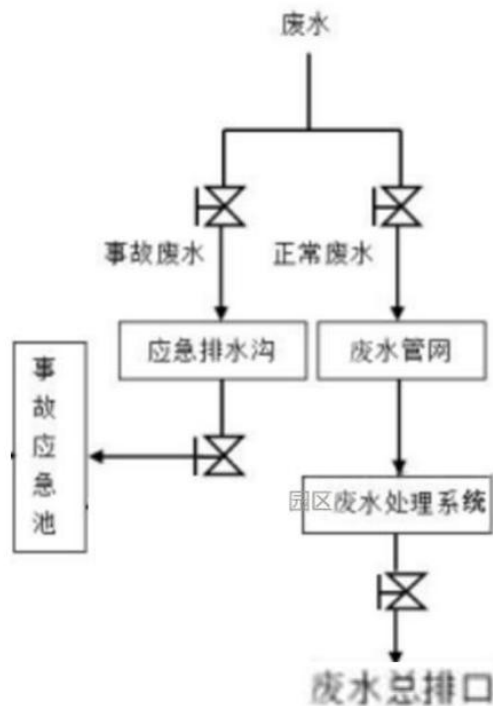 废水
事故废水
正常废水
应急排水沟
废水管网
事故应急池
园区废水处理系统
废水总排口